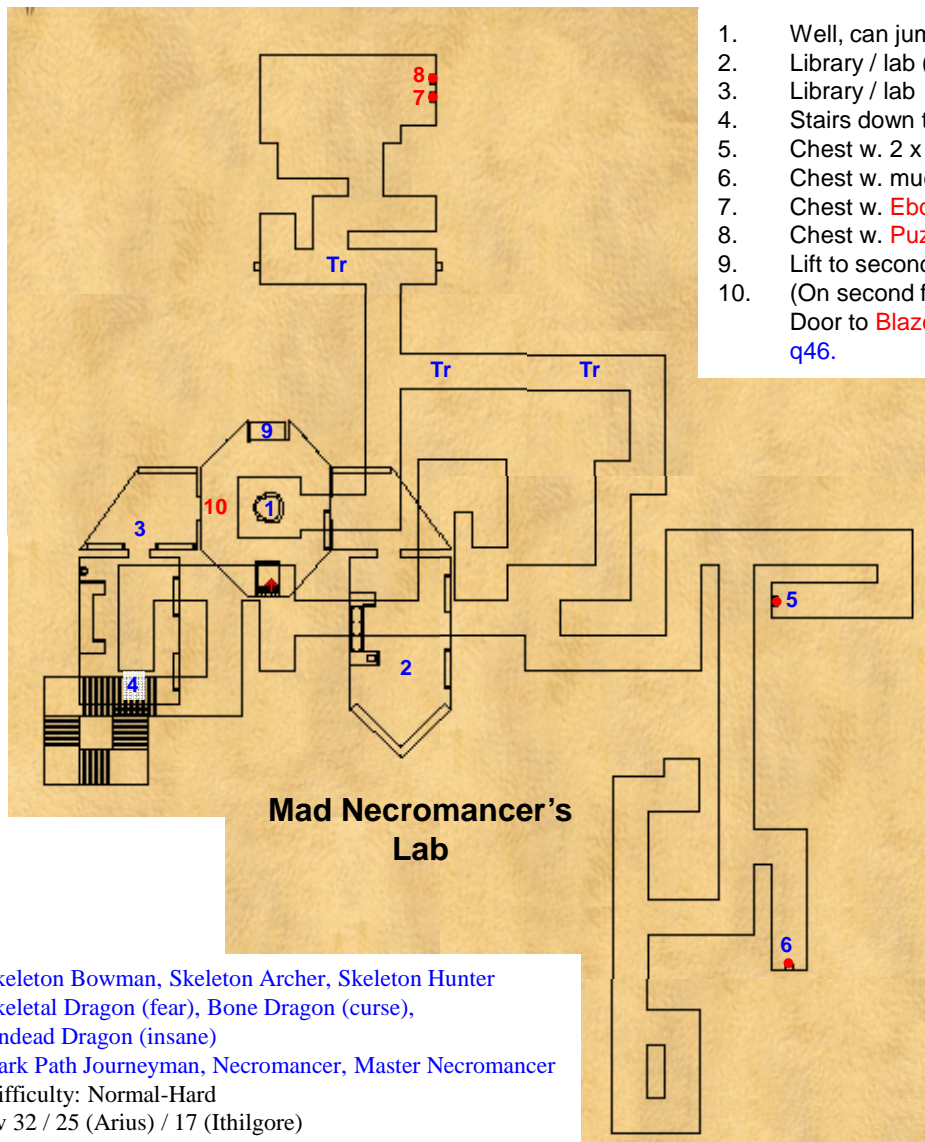 1. Well, can jum
2. Library / lab (
3. Library / lab
4. Stairs down t
5. Chest w. 2 x
6. Chest w. mu
7. Chest w. Ebo
8. Chest w. Puz
9. Lift to second
10. (On second f
Door to Blaze
q46.
8
7
Tr
Tr Tr
9
10 1
3
5
2
4
Mad Necromancer's
Lab
6
keleton Bowman, Skeleton Archer, Skeleton Hunter
keletal Dragon (fear), Bone Dragon (curse),
ndead Dragon (insane)
ark Path Journeyman, Necromancer, Master Necromancer
ifficulty: Normal-Hard
v 32 / 25 (Arius) / 17 (Ithilgore)